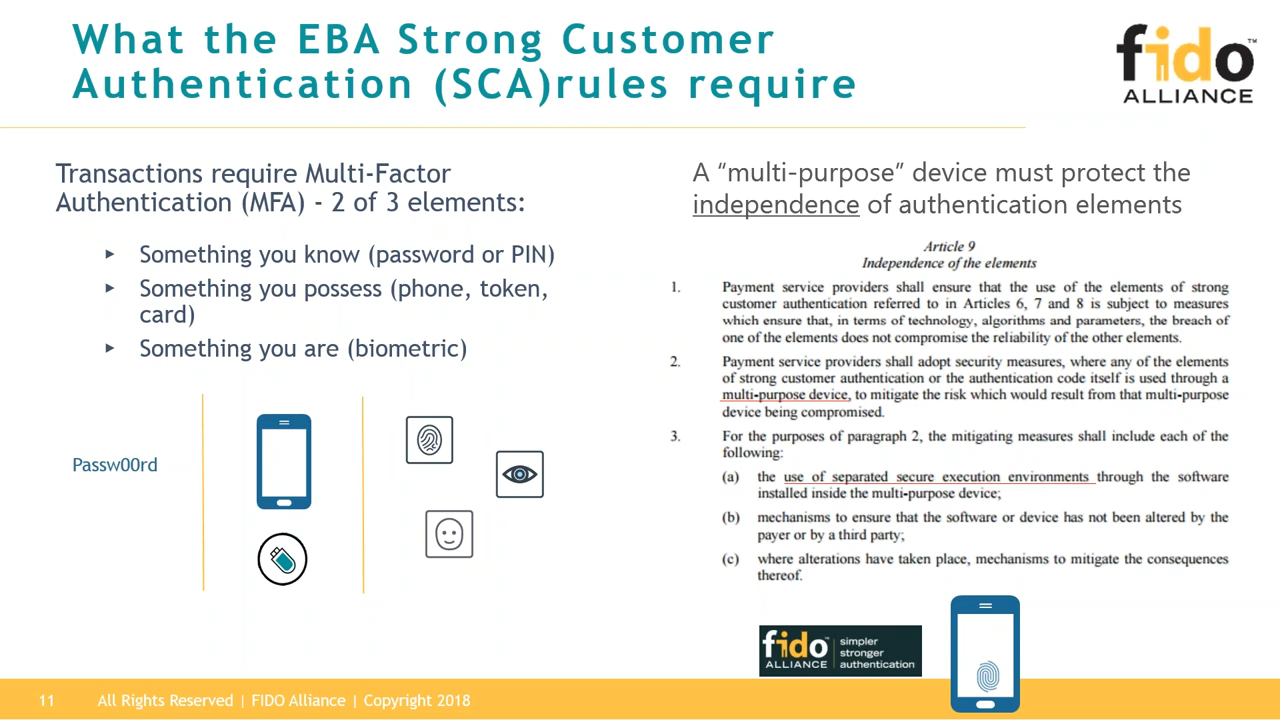 What the EBA Strong Customer
Authentication (SCA)rules require
fido™
ALLIANCE
Transactions require Multi-Factor
Authentication (MFA) - 2 of 3 elements:
‣ Something you know (password or PIN)
‣ Something you possess (phone, token,
card)
‣ Something you are (biometric)
Passw00rd
A “multi-purpose” device must protect the
independence of authentication elements
Article 9
Independence of the elements
1. Payment service providers shall ensure that the use of the elements of strong
customer authentication referred to in Articles 6, 7 and 8 is subject to measures
which ensure that, in terms of technology, algorithms and parameters, the breach of
one of the elements does not compromise the reliability of the other elements.
2. Payment service providers shall adopt security measures, where any of the elements
of strong customer authentication or the authentication code itself is used through a
multi-purpose device, to mitigate the risk which would result from that multi-purpose
device being compromised.
3. For the purposes of paragraph 2, the mitigating measures shall include each of the
following:
(a) the use of separated secure execution environments through the software
installed inside the multi-purpose device;
(b) mechanisms to ensure that the software or device has not been altered by the
payer or by a third party;
(c) where alterations have taken place, mechanisms to mitigate the consequences
thereof.
fido™
ALLIANCE
simpler
stronger
authentication
11 All Rights Reserved | FIDO Alliance | Copyright 2018